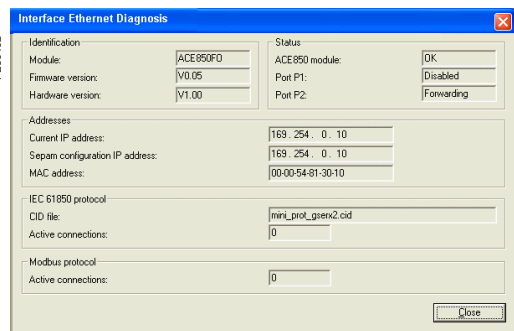 Interface Ethernet Diagnosis
Identification
Module: ACE850FO
Firmware version: V0.05
Hardware version: V1.00
Status
ACE850 module: OK
Port P1: Disabled
Port P2: Forwarding
Addresses
Current IP address: 169 . 254 . 0 . 10
Sepam configuration IP address: 169 . 254 . 0 . 10
MAC address: 00-00-54-81-30-10
IEC 61850 protocol
CID file: mini_prot_gserx2.cid
Active connections: 0
Modbus protocol
Active connections: 0
Close